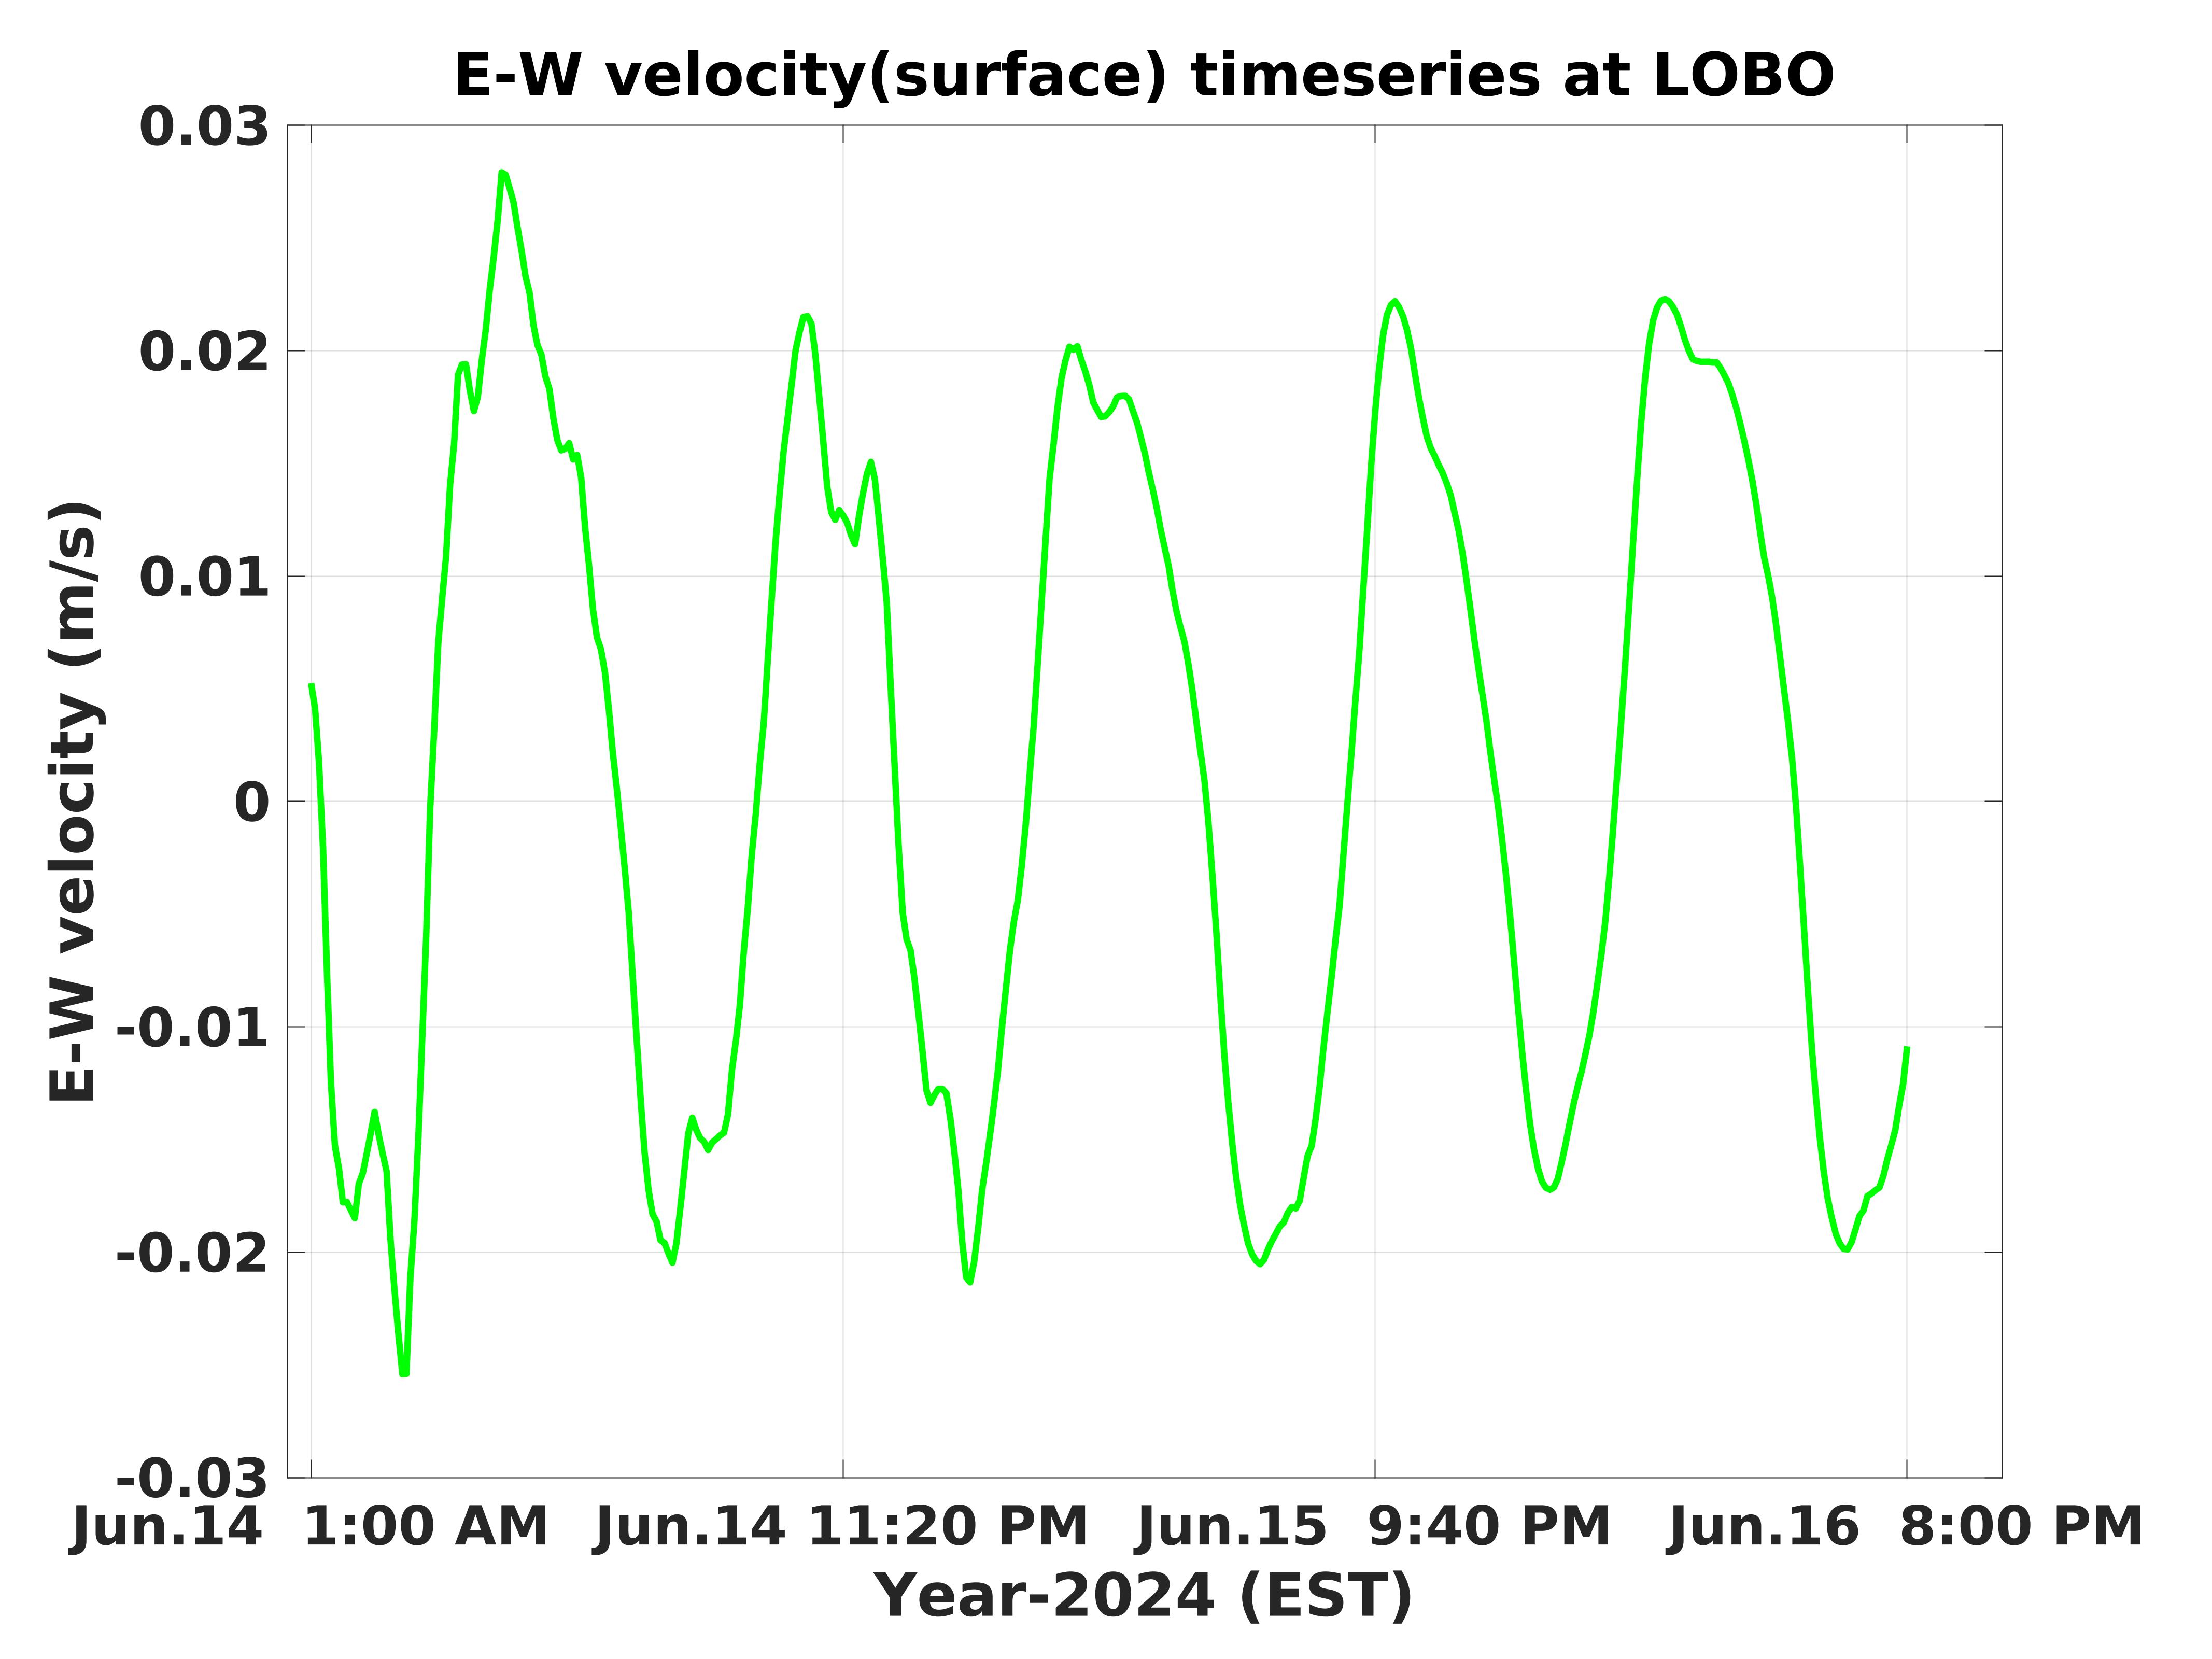 E-W velocity(surface) timeseries at LOBO
E-W velocity (m/s)
0.03
0.02
0.01
0
-0.01
-0.02
-0.03
Jun.14 1:00 AM Jun.14 11:20 PM Jun.15 9:40 PM Jun.16 8:00 PM
Year-2024 (EST)